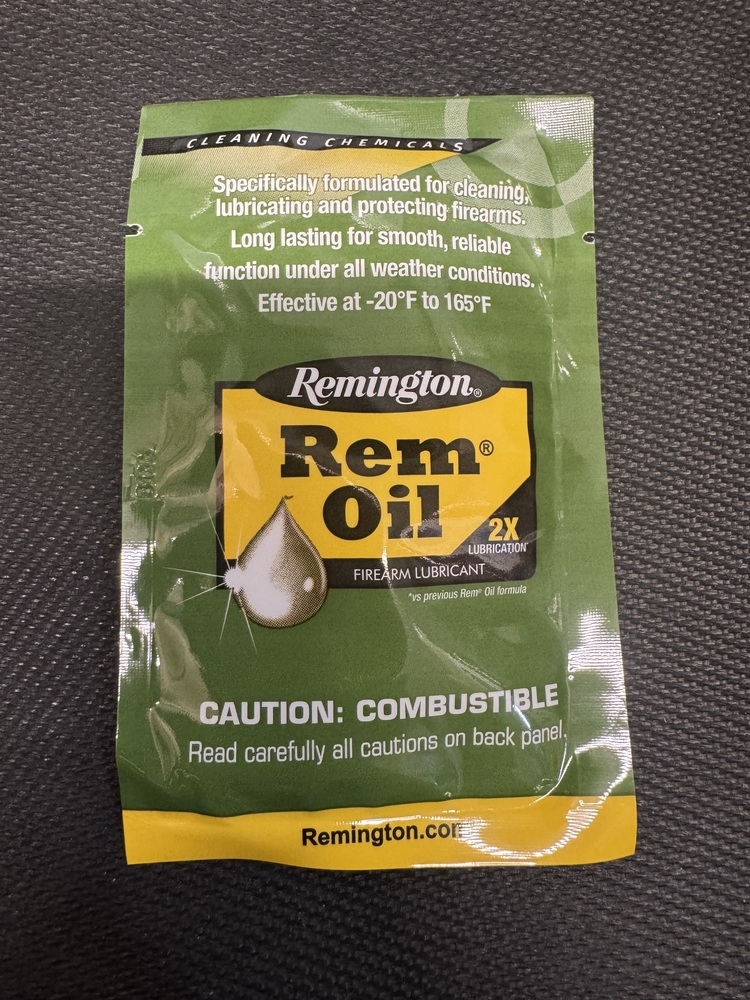 CLEANING CHEMICALS
Specifically formulated for cleaning,
lubricating and protecting firearms.
Long lasting for smooth, reliable
function under all weather conditions.
Effective at -20°F to 165°F
Remington®
Rem®
Oil
2X
LUBRICATION*
FIREARM LUBRICANT
*vs previous Rem® Oil formula
CAUTION: COMBUSTIBLE
Read carefully all cautions on back panel.
Remington.com